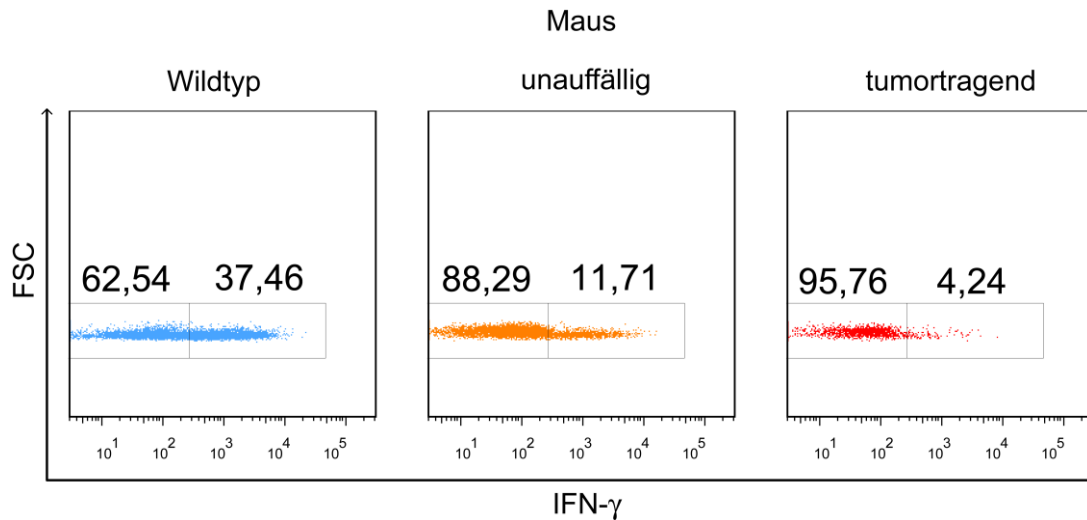 Maus
Wildtyp unauffällig tumortragend
FSC
62,54 37,46 88,29 11,71 95,76 4,24
10¹ 10² 10³ 10⁴ 10⁵ 10¹ 10² 10³ 10⁴ 10⁵ 10¹ 10² 10³ 10⁴ 10⁵
IFN-γ